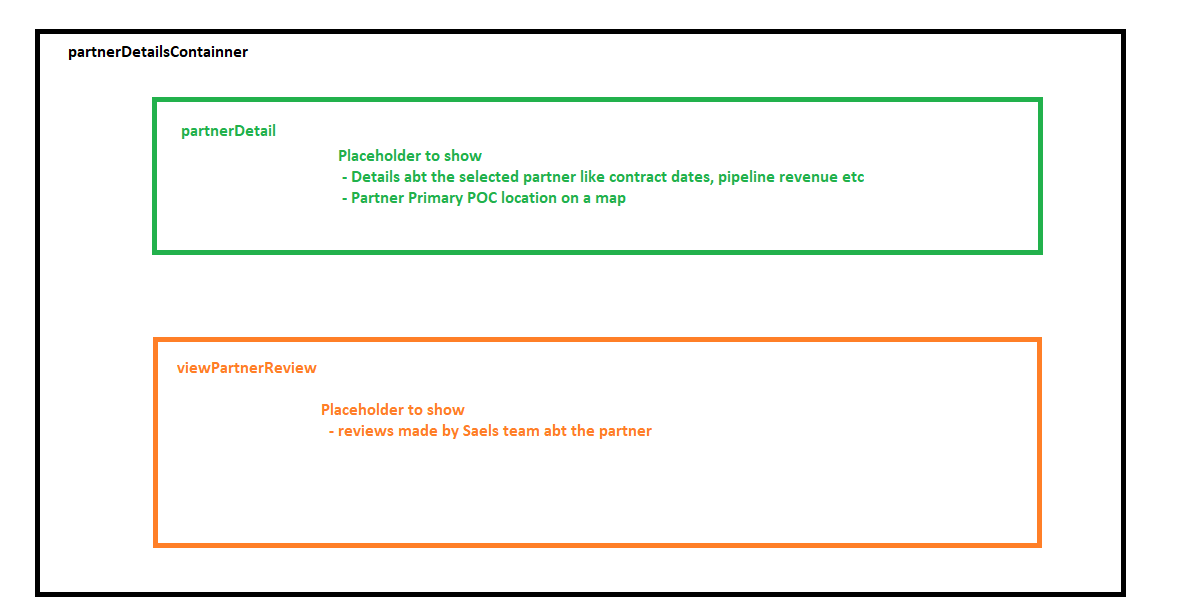 partnerDetailsContainner
partnerDetail
Placeholder to show
- Details abt the selected partner like contract dates, pipeline revenue etc
- Partner Primary POC location on a map
viewPartnerReview
Placeholder to show
- reviews made by Saels team abt the partner